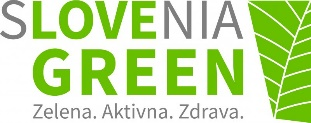 SLOVENIA
GREEN
Zelena. Aktivna. Zdrava.